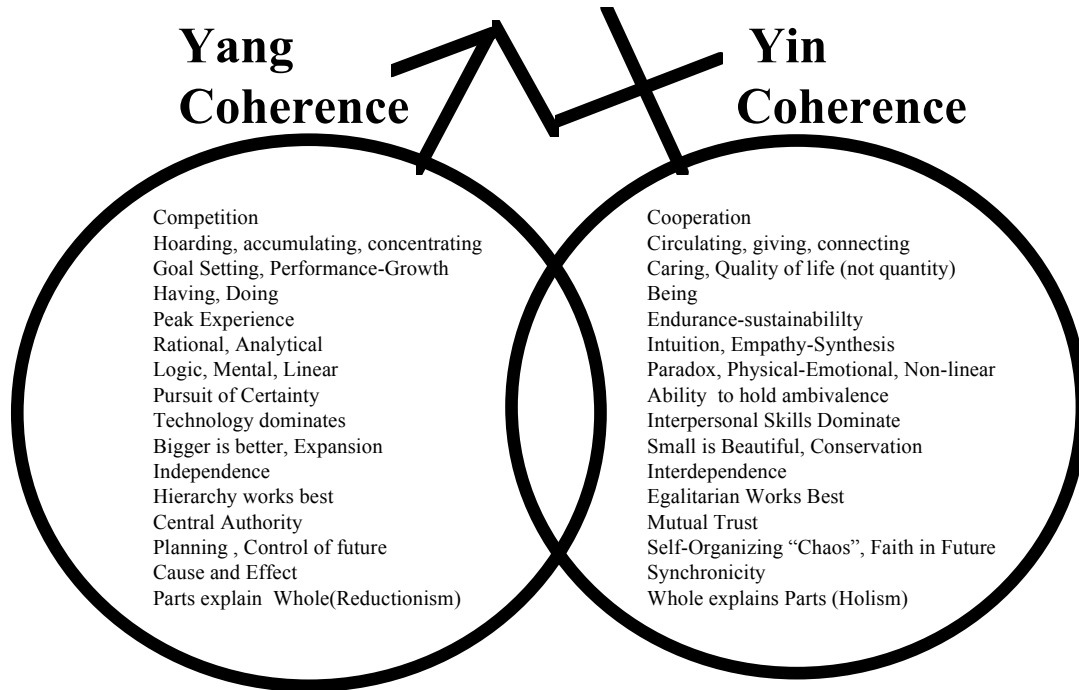 Yang
Coherence
Yin
Coherence
Competition
Hoarding, accumulating, concentrating
Goal Setting, Performance-Growth
Having, Doing
Peak Experience
Rational, Analytical
Logic, Mental, Linear
Pursuit of Certainty
Technology dominates
Bigger is better, Expansion
Independence
Hierarchy works best
Central Authority
Planning , Control of future
Cause and Effect
Parts explain  Whole(Reductionism)
Cooperation
Circulating, giving, connecting
Caring, Quality of life (not quantity)
Being
Endurance-sustainabililty
Intuition, Empathy-Synthesis
Paradox, Physical-Emotional, Non-linear
Ability  to hold ambivalence
Interpersonal Skills Dominate
Small is Beautiful, Conservation
Interdependence
Egalitarian Works Best
Mutual Trust
Self-Organizing “Chaos”, Faith in Future
Synchronicity
Whole explains Parts (Holism)